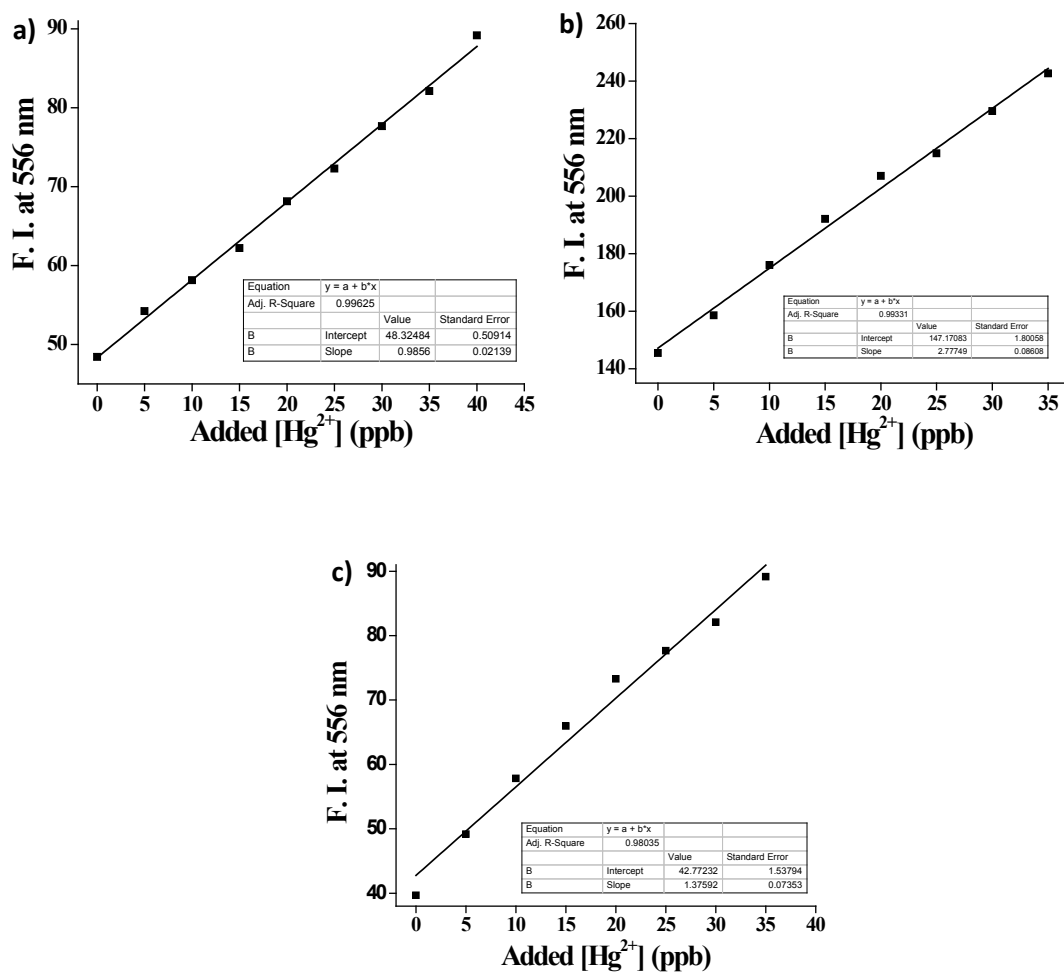 a)
F. I. at 556 nm
90
80
70
60
50
0 5 10 15 20 25 30 35 40 45
Added [Hg²⁺] (ppb)
Equation y = a + b*x
Adj. R-Square 0.99625
Value Standard Error
B Intercept 48.32484 0.50914
B Slope 0.9856 0.02139
b)
F. I. at 556 nm
260
240
220
200
180
160
140
0 5 10 15 20 25 30 35
Added [Hg²⁺] (ppb)
Equation y = a + b*x
Adj. R-Square 0.99331
Value Standard Error
B Intercept 147.17083 1.80058
B Slope 2.77749 0.08608
c)
F. I. at 556 nm
90
80
70
60
50
40
0 5 10 15 20 25 30 35 40
Added [Hg²⁺] (ppb)
Equation y = a + b*x
Adj. R-Square 0.98035
Value Standard Error
B Intercept 42.77232 1.53794
B Slope 1.37592 0.07353